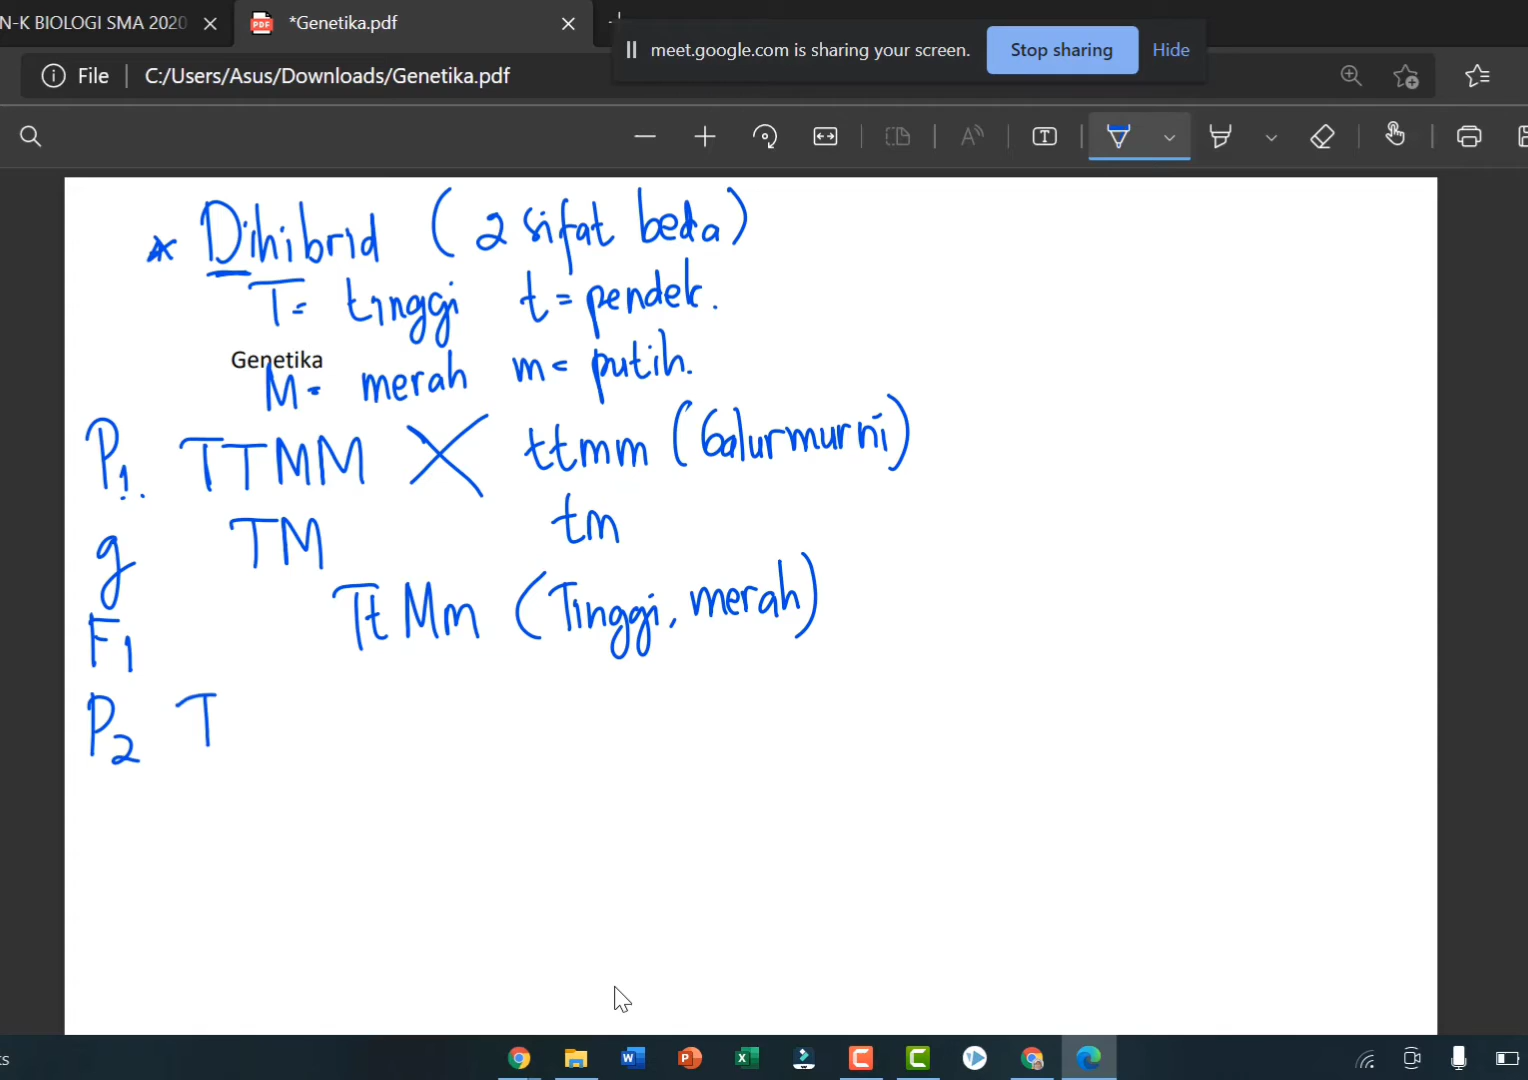 N-K BIOLOGI SMA 2020
*Genetika.pdf
meet.google.com is sharing your screen. Stop sharing Hide
File C:/Users/Asus/Downloads/Genetika.pdf
* Dihibrid (2 sifat beda)
T= tinggi t = pendek.
Genetika
M= merah m= putih.
P1. TTMM X ttmm (Galurmurni)
g TM tm
F1 TtMm (Tinggi, merah)
P2 T